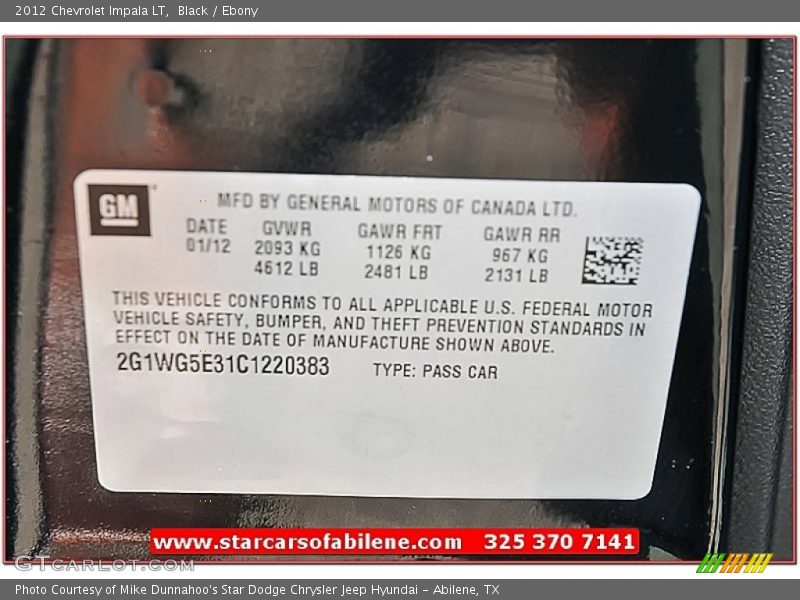 2012 Chevrolet Impala LT, Black / Ebony
GM
MFD BY GENERAL MOTORS OF CANADA LTD.
DATE GVWR GAWR FRT GAWR RR
01/12 2093 KG 1126 KG 967 KG
4612 LB 2481 LB 2131 LB
THIS VEHICLE CONFORMS TO ALL APPLICABLE U.S. FEDERAL MOTOR
VEHICLE SAFETY, BUMPER, AND THEFT PREVENTION STANDARDS IN
EFFECT ON THE DATE OF MANUFACTURE SHOWN ABOVE.
2G1WG5E31C1220383 TYPE: PASS CAR
www.starcarsofabilene.com 325 370 7141
GTCarLot.com
Photo Courtesy of Mike Dunnahoo's Star Dodge Chrysler Jeep Hyundai - Abilene, TX